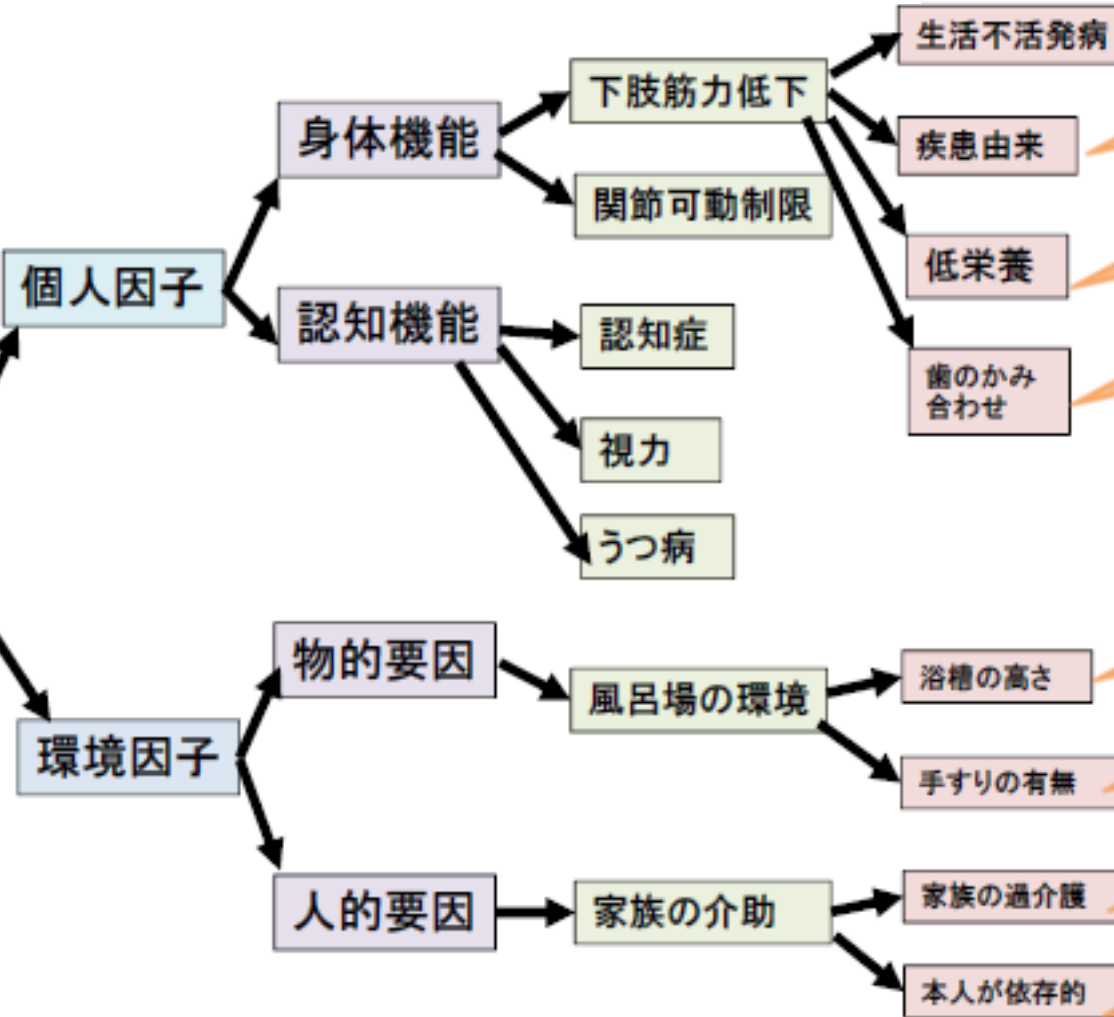 個人因子
身体機能
下肢筋力低下
生活不活発病
疾患由来
低栄養
歯のかみ
合わせ
関節可動制限
認知機能
認知症
視力
うつ病
環境因子
物的要因
風呂場の環境
浴槽の高さ
手すりの有無
人的要因
家族の介助
家族の過介護
本人が依存的